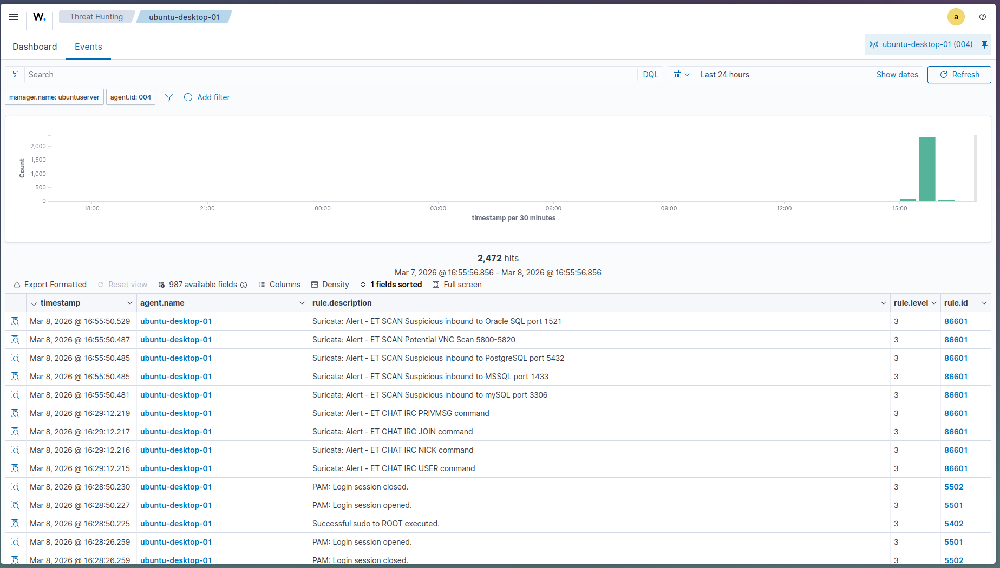 W.
Threat Hunting
ubuntu-desktop-01
a
Dashboard
Events
ubuntu-desktop-01 (004)
Search
DQL
Last 24 hours
Show dates
Refresh
manager.name: ubuntuserver
agent.id: 004
Add filter
Count
2,000
1,500
1,000
500
0
18:00 21:00 00:00 03:00 06:00 09:00 12:00 15:00
timestamp per 30 minutes
2,472 hits
Mar 7, 2026 @ 16:55:56.856 - Mar 8, 2026 @ 16:55:56.856
Export Formatted Reset view 987 available fields Columns Density 1 fields sorted Full screen
timestamp agent.name rule.description rule.level rule.id
Mar 8, 2026 @ 16:55:50.529 ubuntu-desktop-01 Suricata: Alert - ET SCAN Suspicious inbound to Oracle SQL port 1521 3 86601
Mar 8, 2026 @ 16:55:50.487 ubuntu-desktop-01 Suricata: Alert - ET SCAN Potential VNC Scan 5800-5820 3 86601
Mar 8, 2026 @ 16:55:50.485 ubuntu-desktop-01 Suricata: Alert - ET SCAN Suspicious inbound to PostgreSQL port 5432 3 86601
Mar 8, 2026 @ 16:55:50.485 ubuntu-desktop-01 Suricata: Alert - ET SCAN Suspicious inbound to MSSQL port 1433 3 86601
Mar 8, 2026 @ 16:55:50.481 ubuntu-desktop-01 Suricata: Alert - ET SCAN Suspicious inbound to mySQL port 3306 3 86601
Mar 8, 2026 @ 16:29:12.219 ubuntu-desktop-01 Suricata: Alert - ET CHAT IRC PRIVMSG command 3 86601
Mar 8, 2026 @ 16:29:12.217 ubuntu-desktop-01 Suricata: Alert - ET CHAT IRC JOIN command 3 86601
Mar 8, 2026 @ 16:29:12.216 ubuntu-desktop-01 Suricata: Alert - ET CHAT IRC NICK command 3 86601
Mar 8, 2026 @ 16:29:12.215 ubuntu-desktop-01 Suricata: Alert - ET CHAT IRC USER command 3 86601
Mar 8, 2026 @ 16:28:50.230 ubuntu-desktop-01 PAM: Login session closed. 3 5502
Mar 8, 2026 @ 16:28:50.227 ubuntu-desktop-01 PAM: Login session opened. 3 5501
Mar 8, 2026 @ 16:28:50.225 ubuntu-desktop-01 Successful sudo to ROOT executed. 3 5402
Mar 8, 2026 @ 16:28:26.259 ubuntu-desktop-01 PAM: Login session opened. 3 5501
Mar 8, 2026 @ 16:28:26.259 ubuntu-desktop-01 PAM: Login session closed. 3 5502